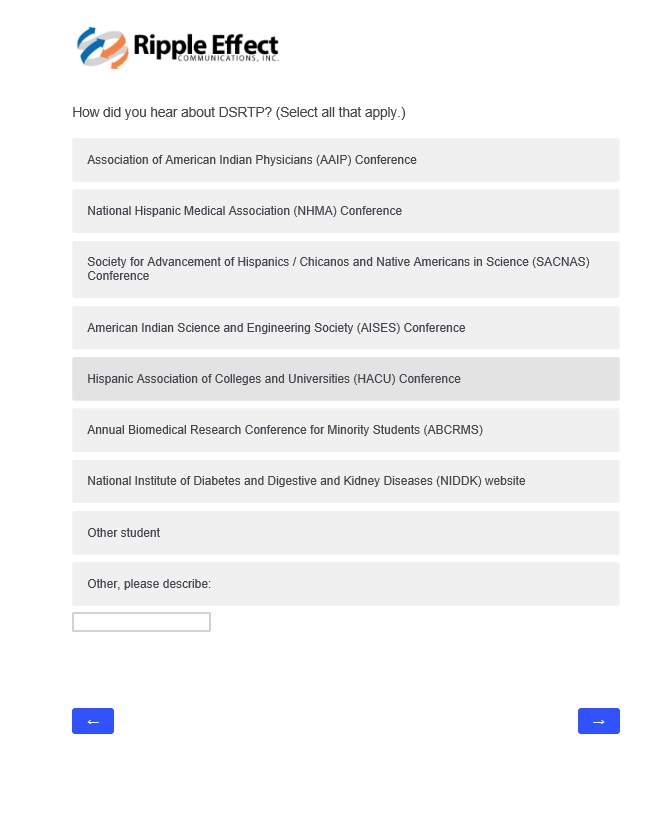 Ripple Effect
COMMUNICATIONS, INC.
How did you hear about DSRTP? (Select all that apply.)
Association of American Indian Physicians (AAIP) Conference
National Hispanic Medical Association (NHMA) Conference
Society for Advancement of Hispanics / Chicanos and Native Americans in Science (SACNAS)
Conference
American Indian Science and Engineering Society (AISES) Conference
Hispanic Association of Colleges and Universities (HACU) Conference
Annual Biomedical Research Conference for Minority Students (ABCRMS)
National Institute of Diabetes and Digestive and Kidney Diseases (NIDDK) website
Other student
Other, please describe:
← →